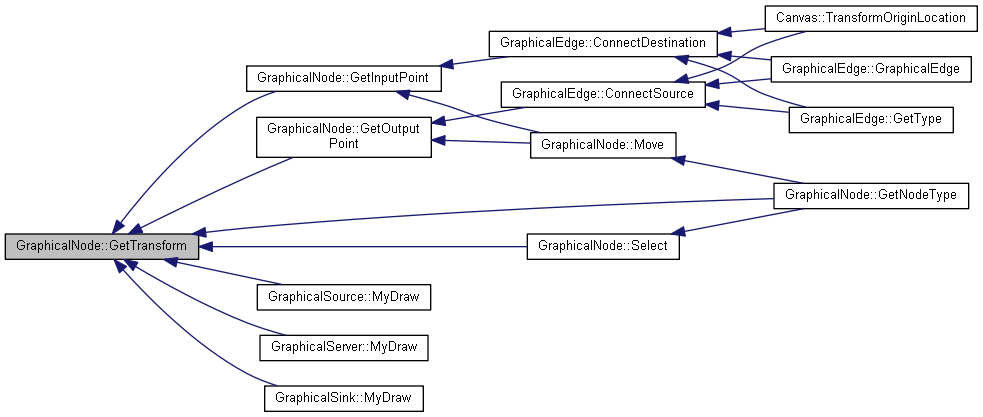 Canvas::TransformOriginLocation
GraphicalEdge::ConnectDestination
GraphicalEdge::GraphicalEdge
GraphicalNode::GetInputPoint
GraphicalEdge::ConnectSource
GraphicalEdge::GetType
GraphicalNode::GetOutput
Point
GraphicalNode::Move
GraphicalNode::GetNodeType
GraphicalNode::GetTransform
GraphicalNode::Select
GraphicalSource::MyDraw
GraphicalServer::MyDraw
GraphicalSink::MyDraw